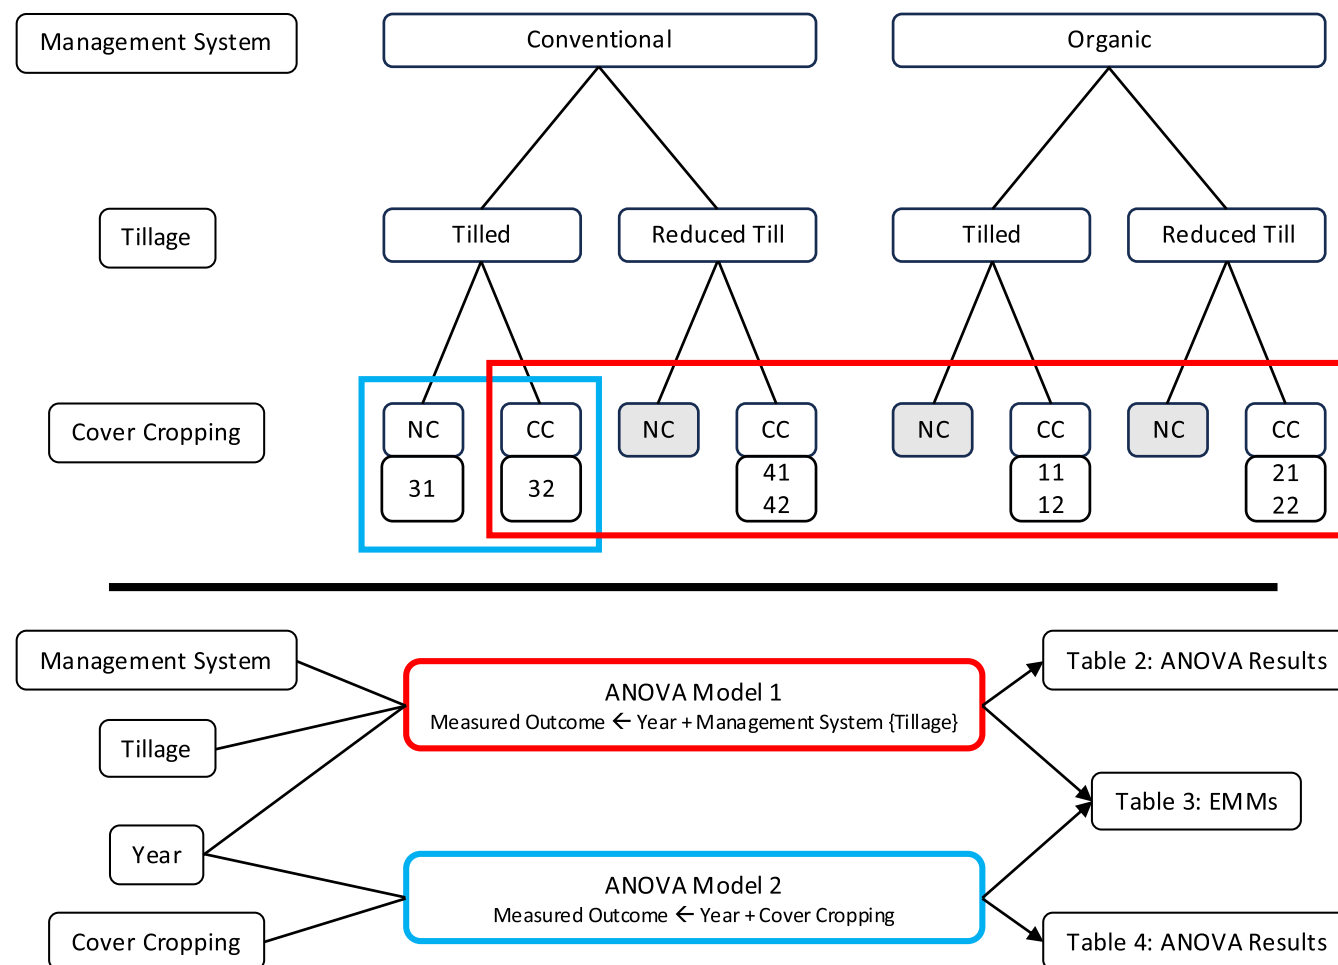 Management System
Conventional
Organic
Tillage
Tilled
Reduced Till
Tilled
Reduced Till
Cover Cropping
NC
CC
NC
CC
NC
CC
NC
CC
31
32
41
42
11
12
21
22
Management System
Tillage
Year
Cover Cropping
ANOVA Model 1
Measured Outcome ← Year + Management System {Tillage}
ANOVA Model 2
Measured Outcome ← Year + Cover Cropping
Table 2: ANOVA Results
Table 3: EMMs
Table 4: ANOVA Results